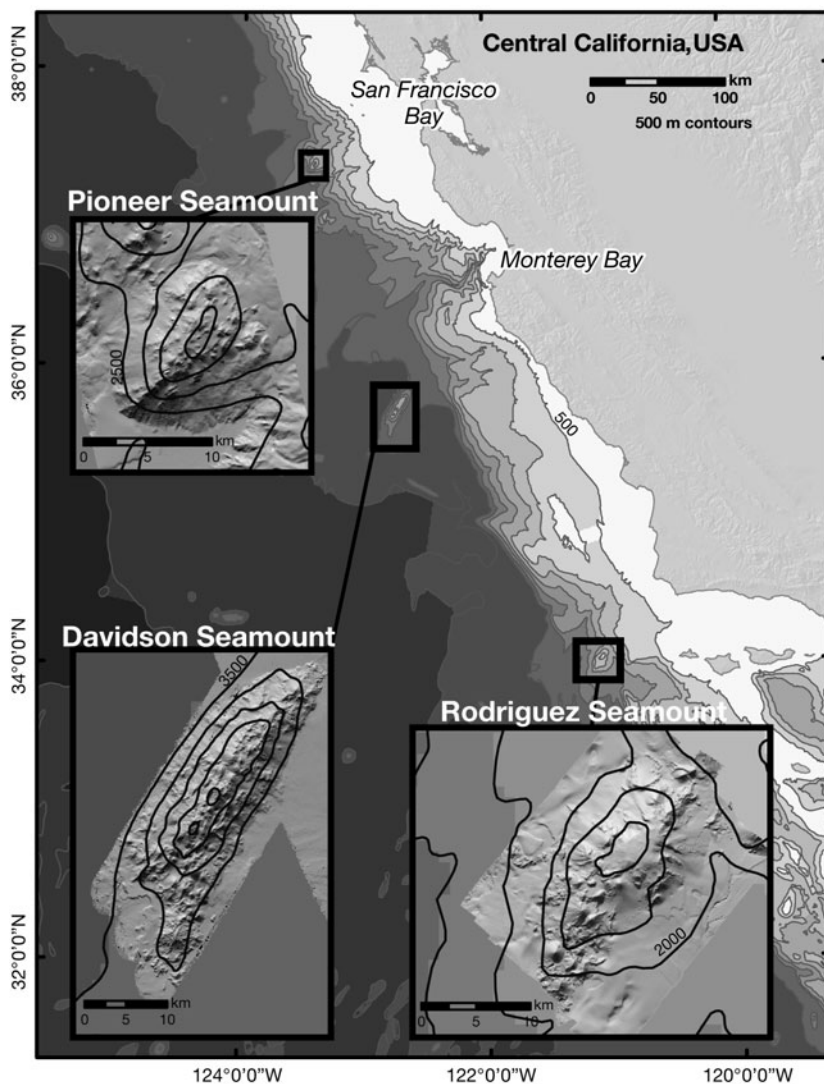 Central California,USA
km
0 50 100
500 m contours
San Francisco
Bay
Monterey Bay
500
38°0'0"N
36°0'0"N
34°0'0"N
32°0'0"N
Pioneer Seamount
2500
km
0 5 10
Davidson Seamount
3500
km
0 10
Rodriguez Seamount
2000
km
0 5 10
124°0'0"W
122°0'0"W
120°0'0"W